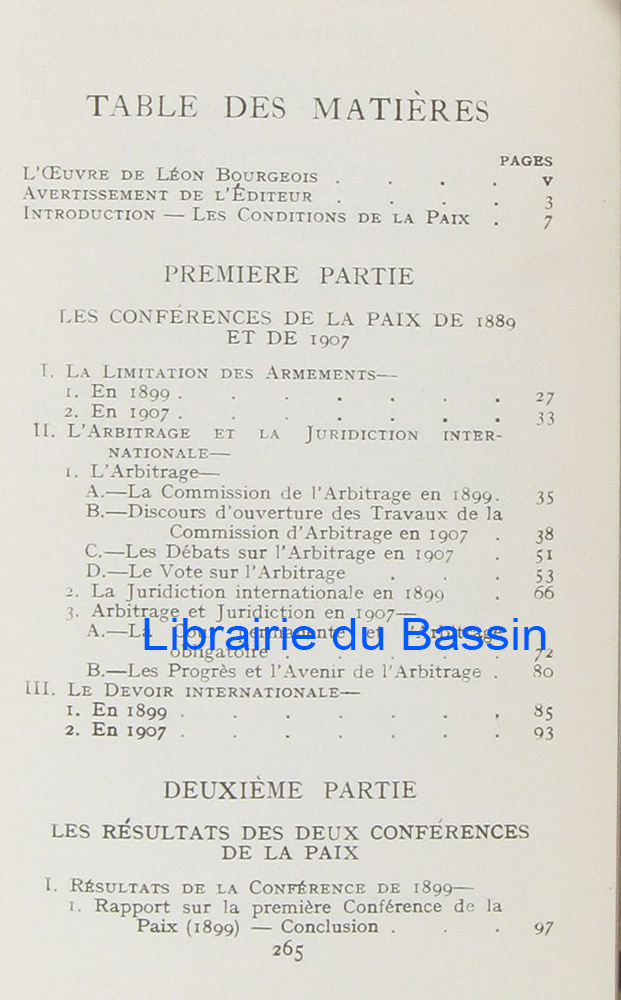 TABLE DES MATIÈRES
PAGES
L'ŒUVRE DE LÉON BOURGEOIS . . . . v
AVERTISSEMENT DE L'ÉDITEUR . . . . 3
INTRODUCTION — LES CONDITIONS DE LA PAIX . 7
PREMIERE PARTIE
LES CONFÉRENCES DE LA PAIX DE 1889
ET DE 1907
I. LA LIMITATION DES ARMEMENTS—
1. En 1899 . . . . . . . 27
2. En 1907 . . . . . . . 33
II. L'ARBITRAGE ET LA JURIDICTION INTER-
NATIONALE—
1. L'Arbitrage—
A.—La Commission de l'Arbitrage en 1899. 35
B.—Discours d'ouverture des Travaux de la
Commission d'Arbitrage en 1907 . 38
C.—Les Débats sur l'Arbitrage en 1907 . 51
D.—Le Vote sur l'Arbitrage . . . 53
2. La Juridiction internationale en 1899 . 66
3. Arbitrage et Juridiction en 1907—
A.—La Cour permanante et l'Arbitrage
Librairie du Bassin
obligatoire . . . . . 72
B.—Les Progrès et l'Avenir de l'Arbitrage . 80
III. LE DEVOIR INTERNATIONALE—
1. En 1899 . . . . . . . 85
2. En 1907 . . . . . . . 93
DEUXIÈME PARTIE
LES RÉSULTATS DES DEUX CONFÉRENCES
DE LA PAIX
I. RÉSULTATS DE LA CONFÉRENCE DE 1899—
1. Rapport sur la première Conférence de la
Paix (1899) — Conclusion . . . 97
265